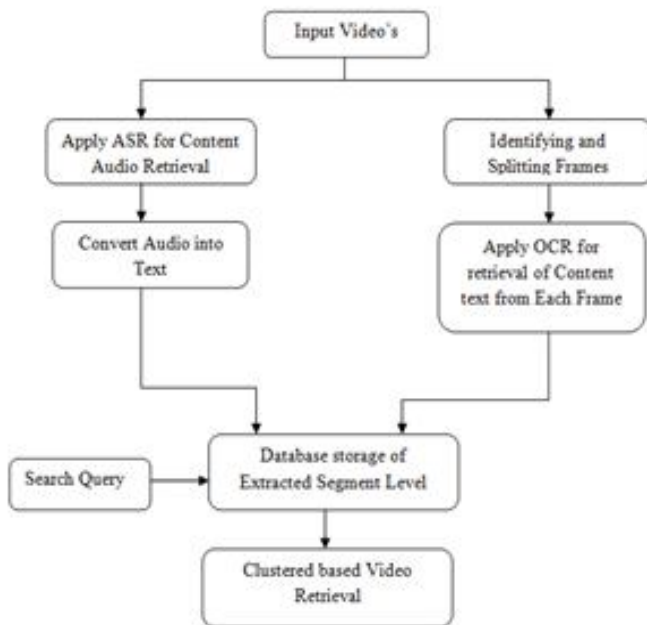 Input Video`s
Apply ASR for Content
Audio Retrieval
Identifying and
Splitting Frames
Convert Audio into
Text
Apply OCR for
retrieval of Content
text from Each Frame
Database storage of
Extracted Segment Level
Search Query
Clustered based Video
Retrieval